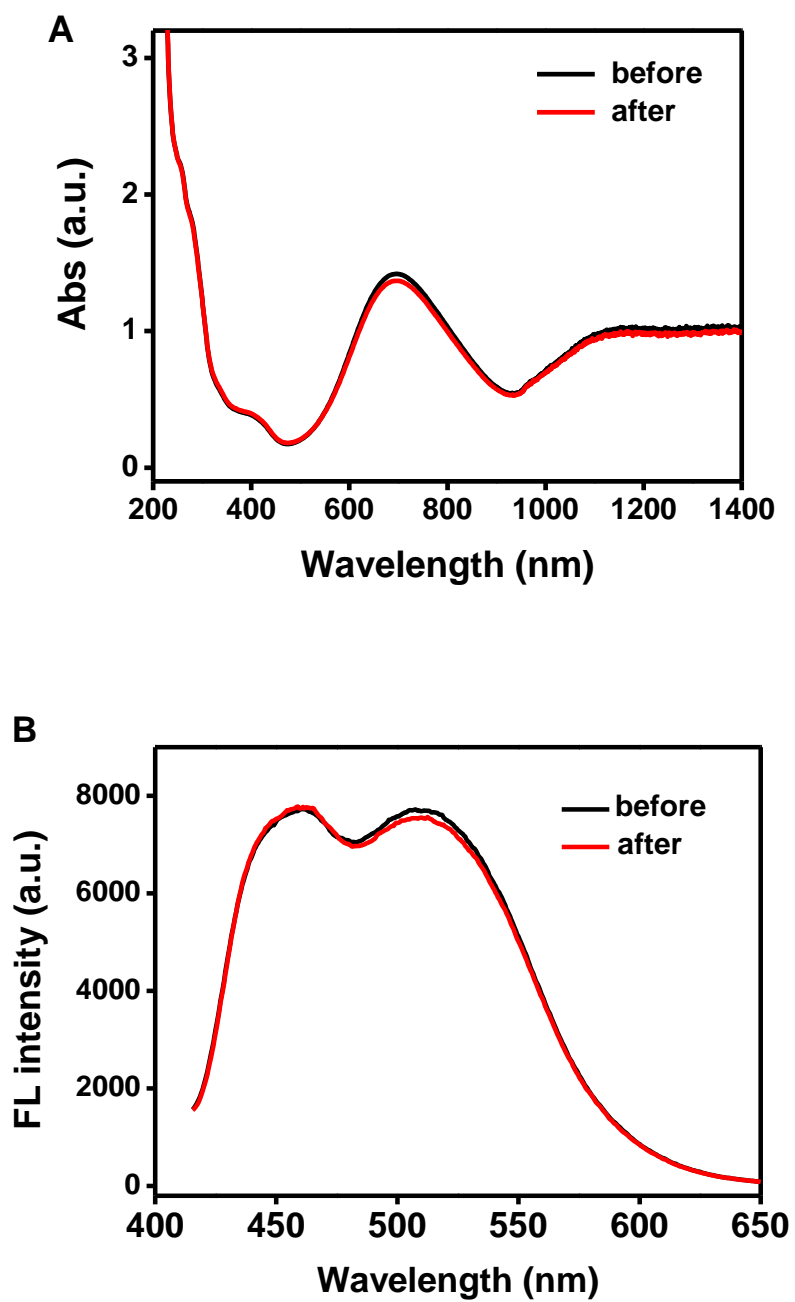 A
3
before
after
2
Abs (a.u.)
1
0
200 400 600 800 1000 1200 1400
Wavelength (nm)
B
8000
before
after
6000
FL intensity (a.u.)
4000
2000
0
400 450 500 550 600 650
Wavelength (nm)